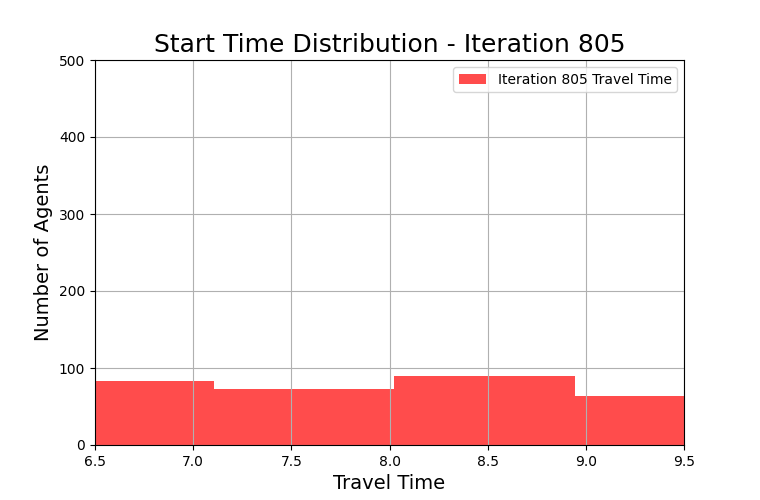 Start Time Distribution - Iteration 805
Iteration 805 Travel Time
Number of Agents
500
400
300
200
100
0
6.5 7.0 7.5 8.0 8.5 9.0 9.5
Travel Time